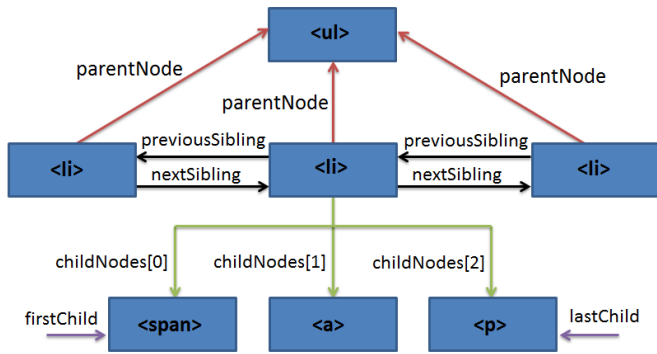 <ul>
parentNode
parentNode
parentNode
previousSibling
previousSibling
<li>
<li>
<li>
nextSibling
nextSibling
childNodes[0]
childNodes[1]
childNodes[2]
firstChild
<span>
<a>
<p>
lastChild